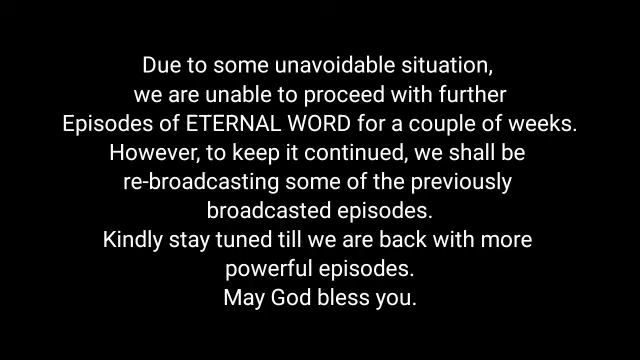 Due to some unavoidable situation,
we are unable to proceed with further
Episodes of ETERNAL WORD for a couple of weeks.
However, to keep it continued, we shall be
re-broadcasting some of the previously
broadcasted episodes.
Kindly stay tuned till we are back with more
powerful episodes.
May God bless you.